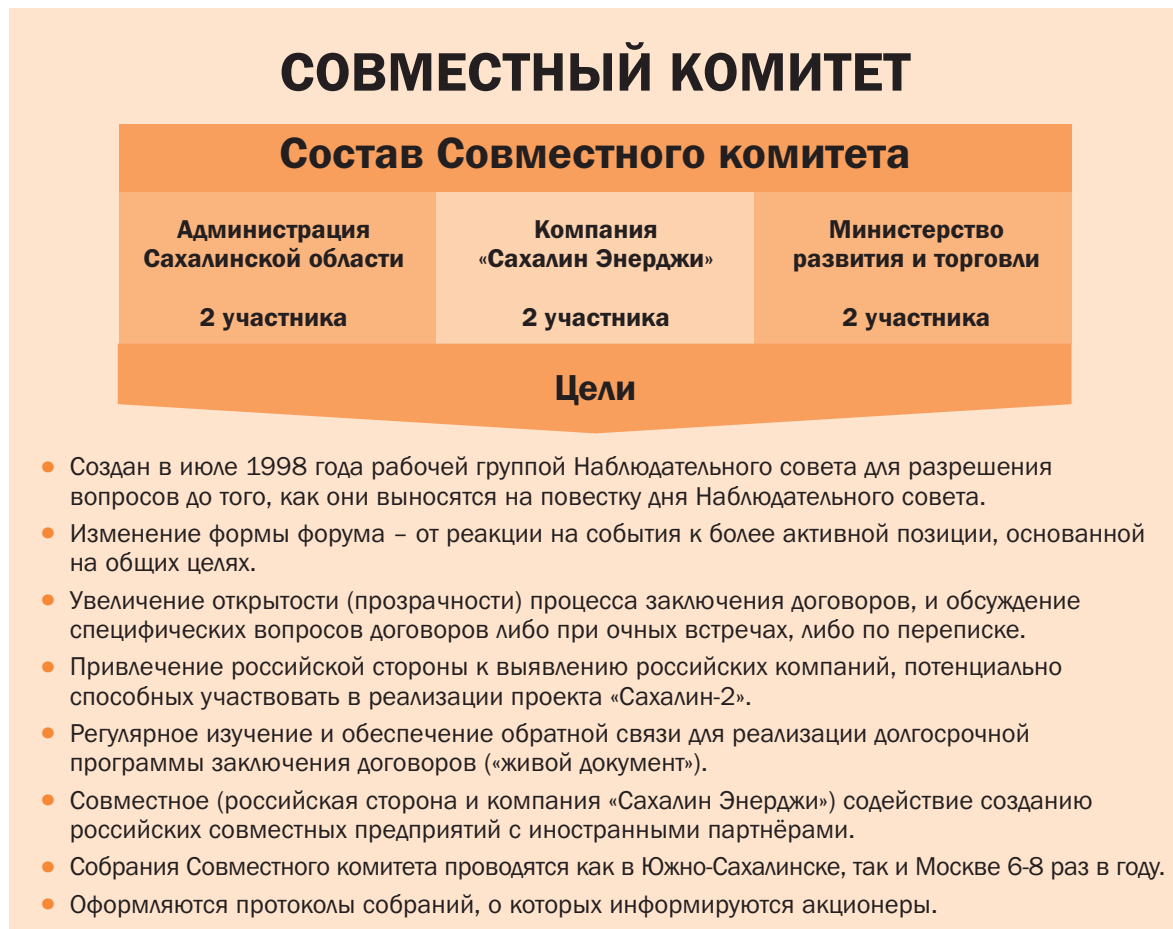 СОВМЕСТНЫЙ КОМИТЕТ
Состав Совместного комитета
Администрация
Сахалинской области
2 участника
Компания
«Сахалин Энерджи»
2 участника
Министерство
развития и торговли
2 участника
Цели
• Создан в июле 1998 года рабочей группой Наблюдательного совета для разрешения
вопросов до того, как они выносятся на повестку дня Наблюдательного совета.
• Изменение формы форума – от реакции на события к более активной позиции, основанной
на общих целях.
• Увеличение открытости (прозрачности) процесса заключения договоров, и обсуждение
специфических вопросов договоров либо при очных встречах, либо по переписке.
• Привлечение российской стороны к выявлению российских компаний, потенциально
способных участвовать в реализации проекта «Сахалин-2».
• Регулярное изучение и обеспечение обратной связи для реализации долгосрочной
программы заключения договоров («живой документ»).
• Совместное (российская сторона и компания «Сахалин Энерджи») содействие созданию
российских совместных предприятий с иностранными партнёрами.
• Собрания Совместного комитета проводятся как в Южно-Сахалинске, так и Москве 6-8 раз в году.
• Оформляются протоколы собраний, о которых информируются акционеры.